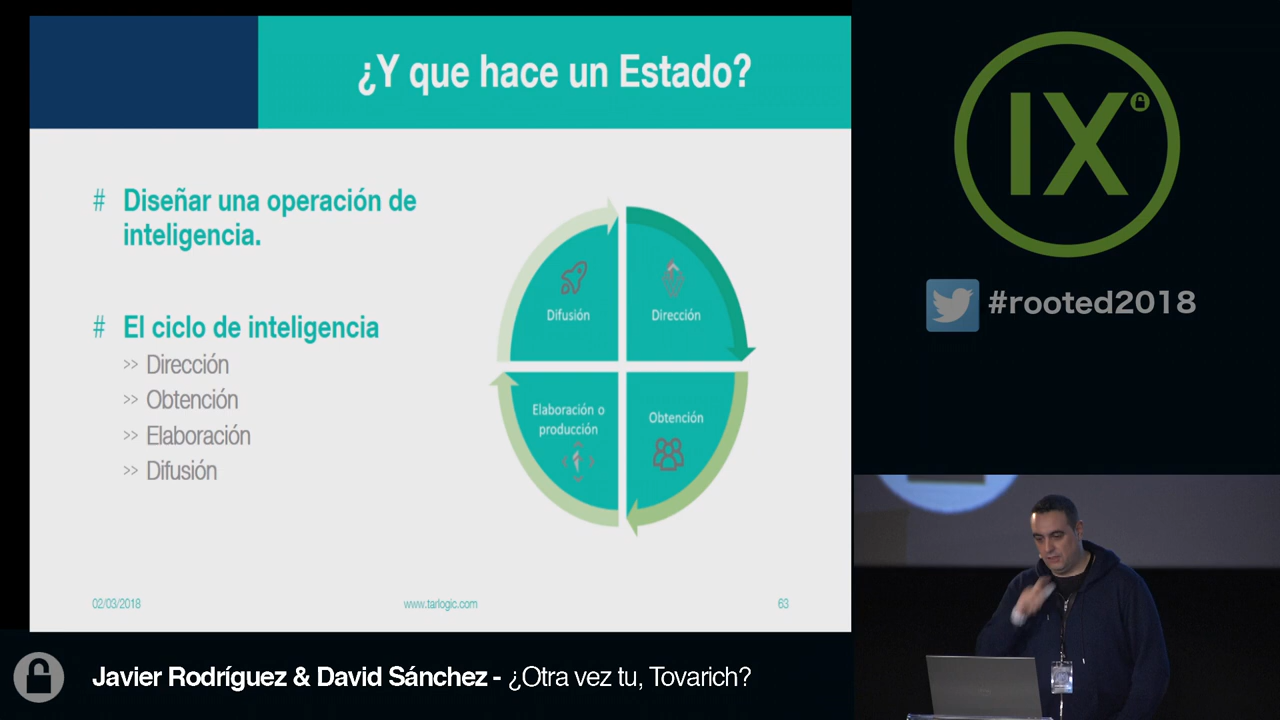 ¿Y que hace un Estado?
# Diseñar una operación de
inteligencia.
# El ciclo de inteligencia
>> Dirección
>> Obtención
>> Elaboración
>> Difusión
Difusión
Dirección
Elaboración o
producción
Obtención
02/03/2018
www.tarlogic.com
63
IX
#rooted2018
Javier Rodríguez & David Sánchez - ¿Otra vez tu, Tovarich?